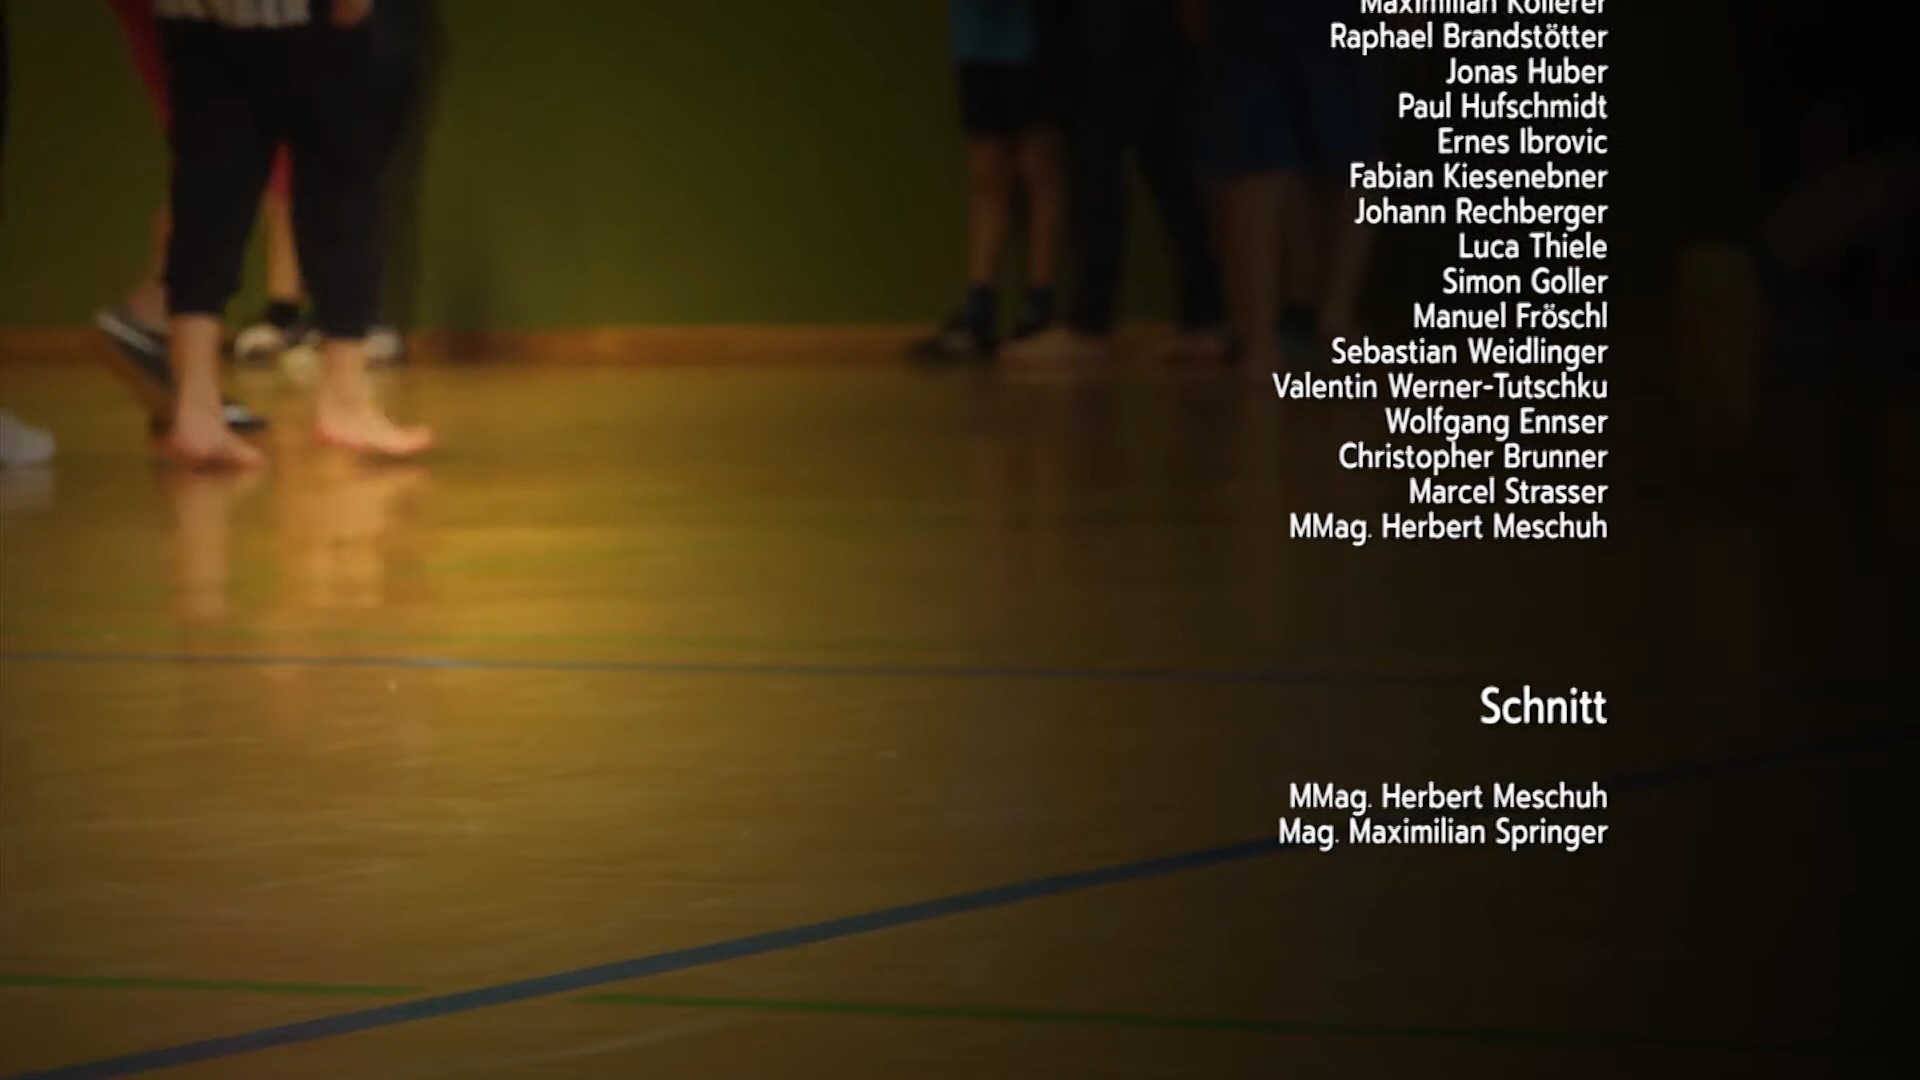 Maximilian Kollerer
Raphael Brandstötter
Jonas Huber
Paul Hufschmidt
Ernes Ibrovic
Fabian Kiesenebner
Johann Rechberger
Luca Thiele
Simon Goller
Manuel Fröschl
Sebastian Weidlinger
Valentin Werner-Tutschku
Wolfgang Ennser
Christopher Brunner
Marcel Strasser
MMag. Herbert Meschuh
Schnitt
MMag. Herbert Meschuh
Mag. Maximilian Springer